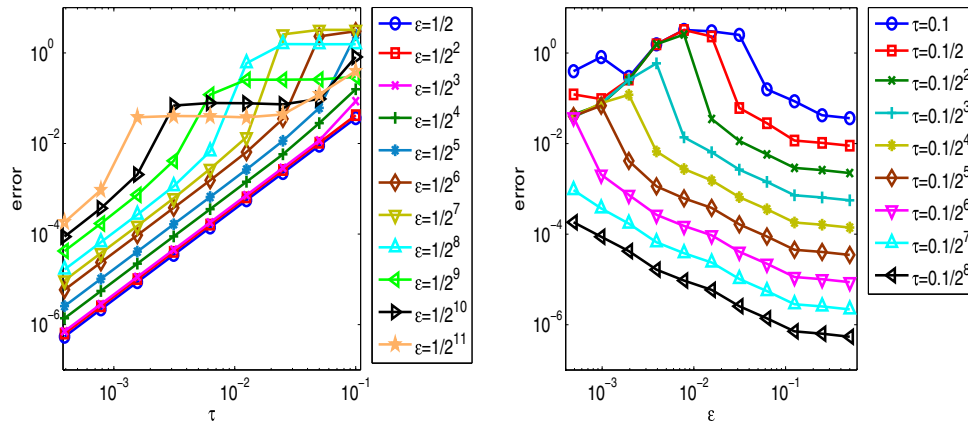 10^0
10^-2
10^-4
10^-6
error
10^-3
10^-2
10^-1
τ
ε=1/2
ε=1/2^2
ε=1/2^3
ε=1/2^4
ε=1/2^5
ε=1/2^6
ε=1/2^7
ε=1/2^8
ε=1/2^9
ε=1/2^10
ε=1/2^11
10^0
10^-2
10^-4
10^-6
error
10^-3
10^-2
10^-1
ε
τ=0.1
τ=0.1/2
τ=0.1/2^2
τ=0.1/2^3
τ=0.1/2^4
τ=0.1/2^5
τ=0.1/2^6
τ=0.1/2^7
τ=0.1/2^8